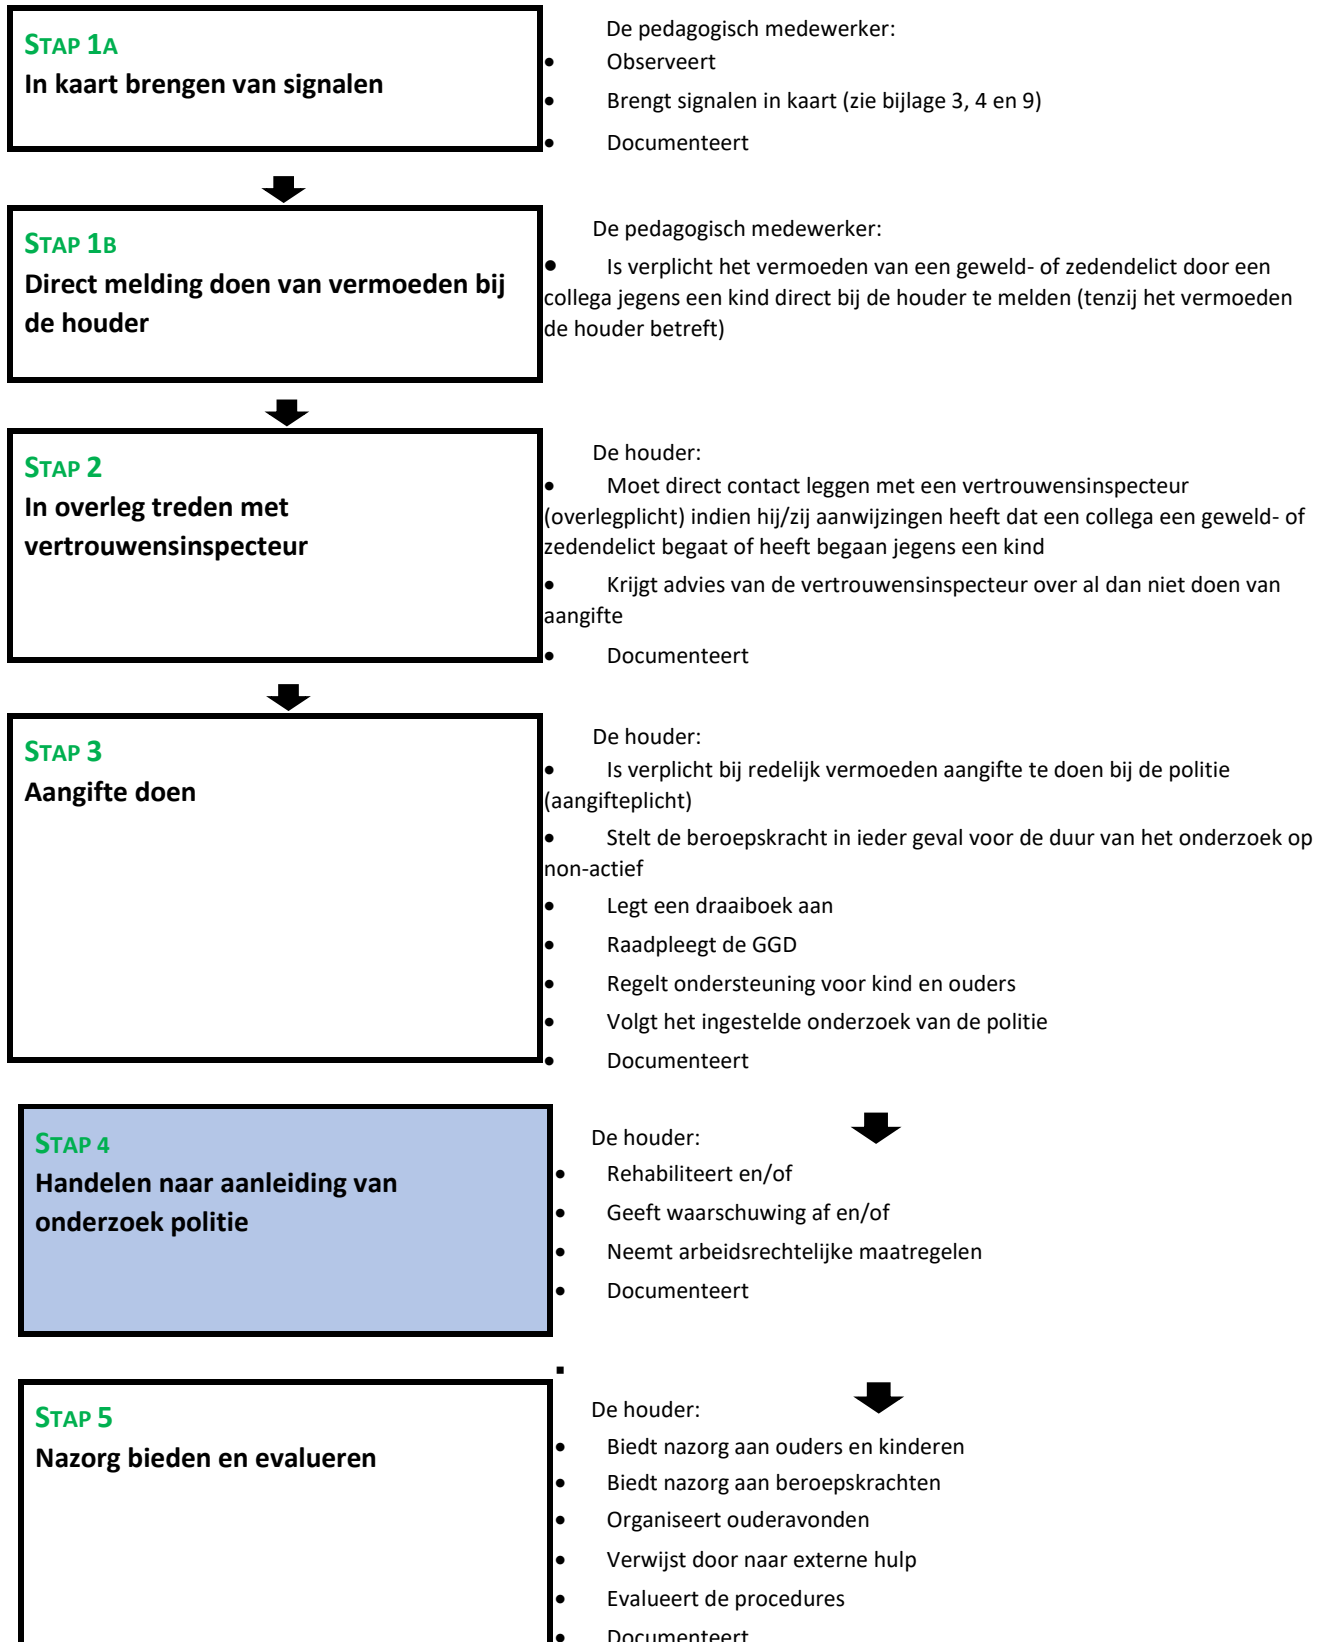 STAP 1A
In kaart brengen van signalen
De pedagogisch medewerker:
• Observeert
• Brengt signalen in kaart (zie bijlage 3, 4 en 9)
• Documenteert
STAP 1B
Direct melding doen van vermoeden bij
de houder
De pedagogisch medewerker:
• Is verplicht het vermoeden van een geweld- of zedendelict door een
collega jegens een kind direct bij de houder te melden (tenzij het vermoeden
de houder betreft)
STAP 2
In overleg treden met
vertrouwensinspecteur
De houder:
• Moet direct contact leggen met een vertrouwensinspecteur
(overlegplicht) indien hij/zij aanwijzingen heeft dat een collega een geweld- of
zedendelict begaat of heeft begaan jegens een kind
• Krijgt advies van de vertrouwensinspecteur over al dan niet doen van
aangifte
• Documenteert
STAP 3
Aangifte doen
De houder:
• Is verplicht bij redelijk vermoeden aangifte te doen bij de politie
(aangifteplicht)
• Stelt de beroepskracht in ieder geval voor de duur van het onderzoek op
non-actief
• Legt een draaiboek aan
• Raadpleegt de GGD
• Regelt ondersteuning voor kind en ouders
• Volgt het ingestelde onderzoek van de politie
• Documenteert
STAP 4
Handelen naar aanleiding van
onderzoek politie
De houder:
• Rehabiliteert en/of
• Geeft waarschuwing af en/of
• Neemt arbeidsrechtelijke maatregelen
• Documenteert
▪
STAP 5
Nazorg bieden en evalueren
De houder:
• Biedt nazorg aan ouders en kinderen
• Biedt nazorg aan beroepskrachten
• Organiseert ouderavonden
• Verwijst door naar externe hulp
• Evalueert de procedures
• Documenteert